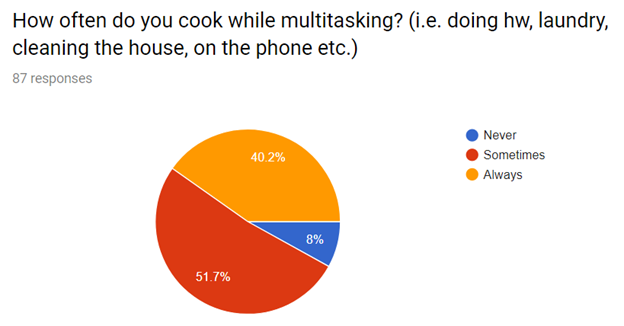 How often do you cook while multitasking? (i.e. doing hw, laundry,
cleaning the house, on the phone etc.)
87 responses
Never
Sometimes
Always
40.2%
8%
51.7%